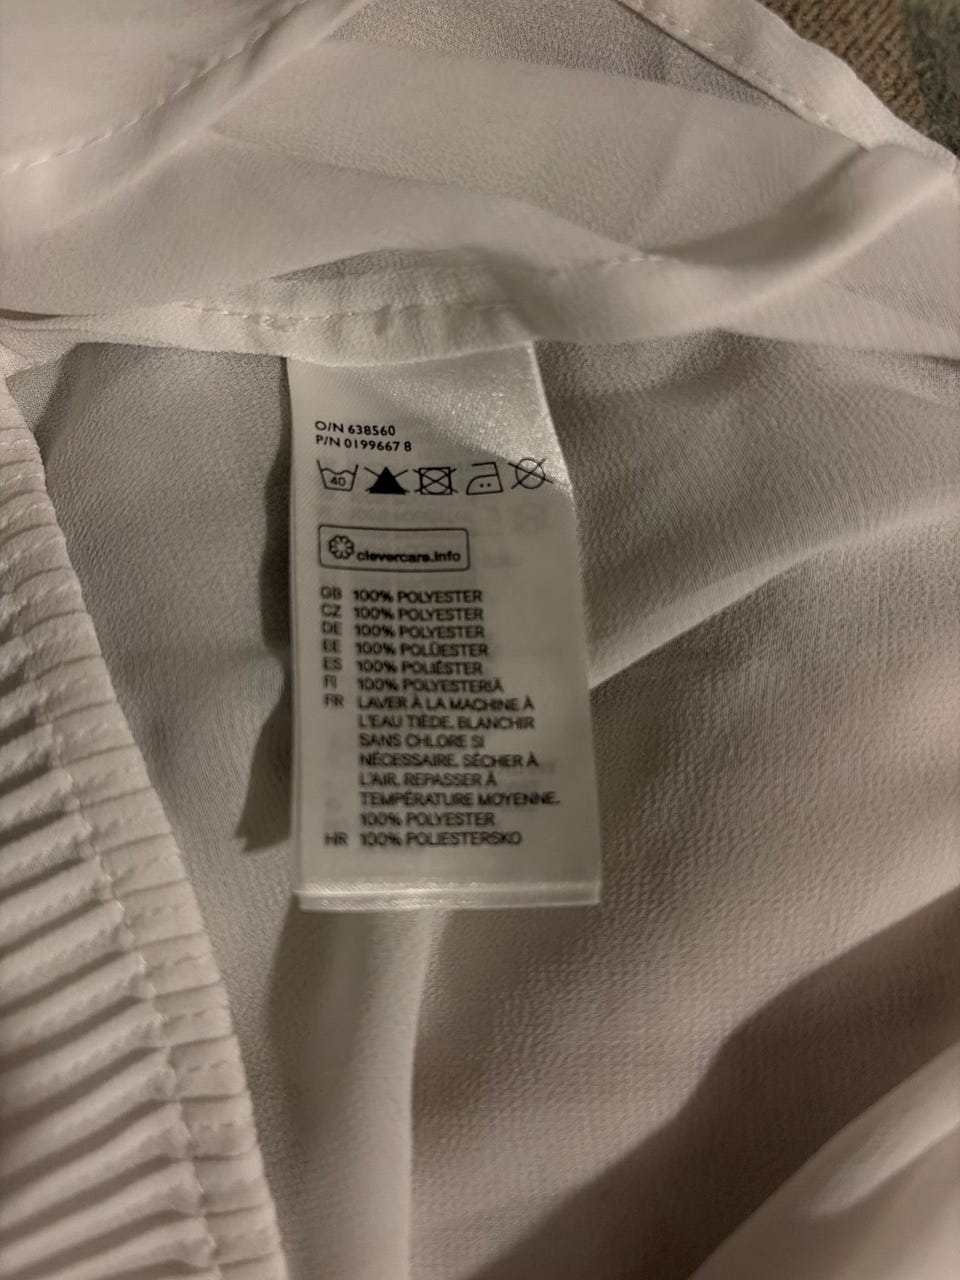 O/N 638560
P/N 0199667 8
40
clevercare.info
GB 100% POLYESTER
CZ 100% POLYESTER
DE 100% POLYESTER
EE 100% POLÜESTER
ES 100% POLIÉSTER
FI 100% POLYESTERIÄ
FR LAVER À LA MACHINE À
L'EAU TIÈDE. BLANCHIR
SANS CHLORE SI
NÉCESSAIRE. SÉCHER À
L'AIR. REPASSER À
TEMPÉRATURE MOYENNE.
100% POLYESTER
HR 100% POLIESTERSKO